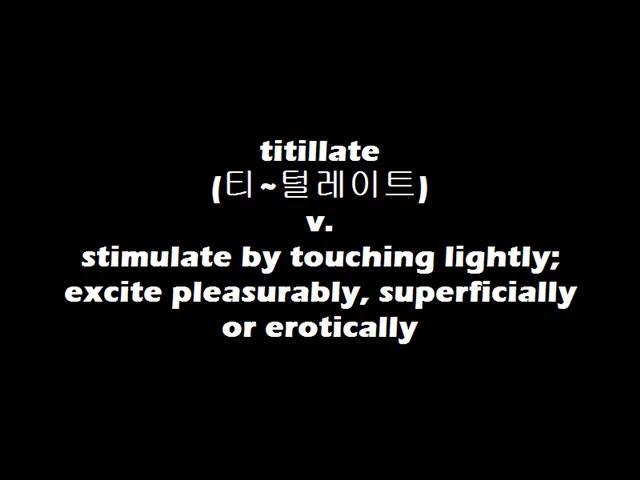 titillate
(티~털레이트)
v.
stimulate by touching lightly;
excite pleasurably, superficially
or erotically